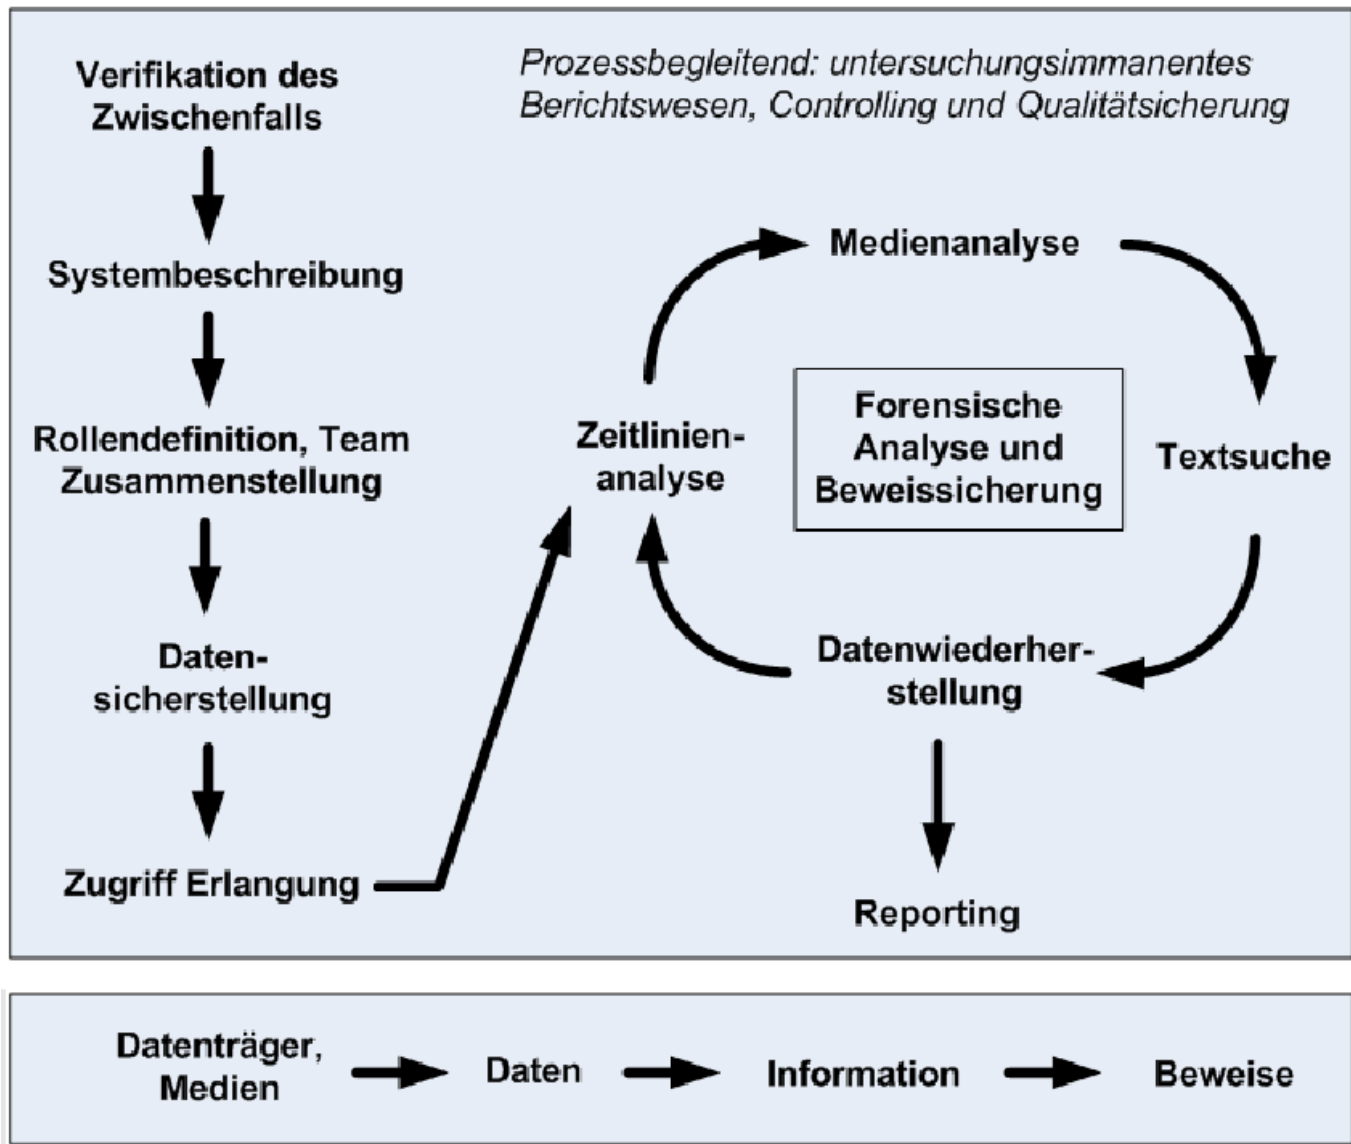 Verifikation des
Zwischenfalls
Prozessbegleitend: untersuchungsimmanentes
Berichtswesen, Controlling und Qualitätsicherung
Systembeschreibung
Rollendefinition, Team
Zusammenstellung
Daten-
sicherstellung
Zugriff Erlangung
Zeitlinien-
analyse
Medienanalyse
Textsuche
Datenwiederher-
stellung
Forensische
Analyse und
Beweissicherung
Reporting
Datenträger,
Medien
Daten
Information
Beweise